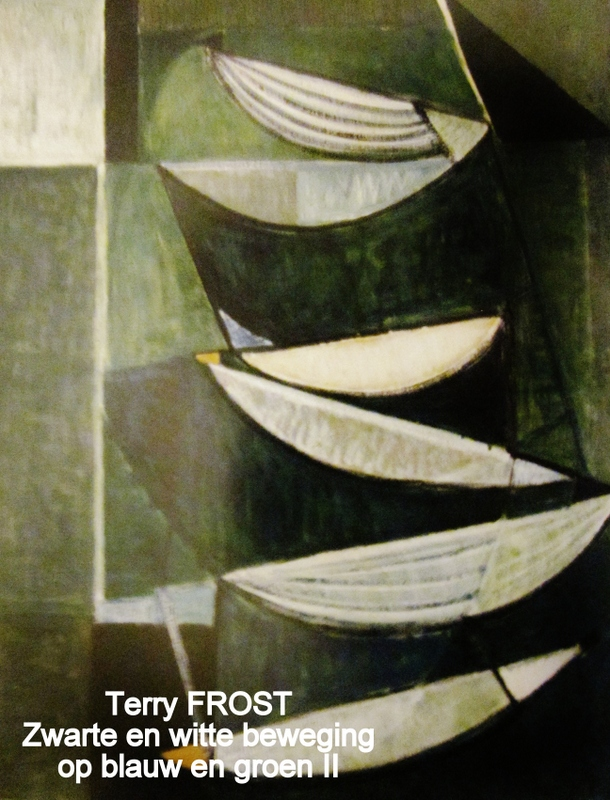 Terry FROST
Zwarte en witte beweging
op blauw en groen II